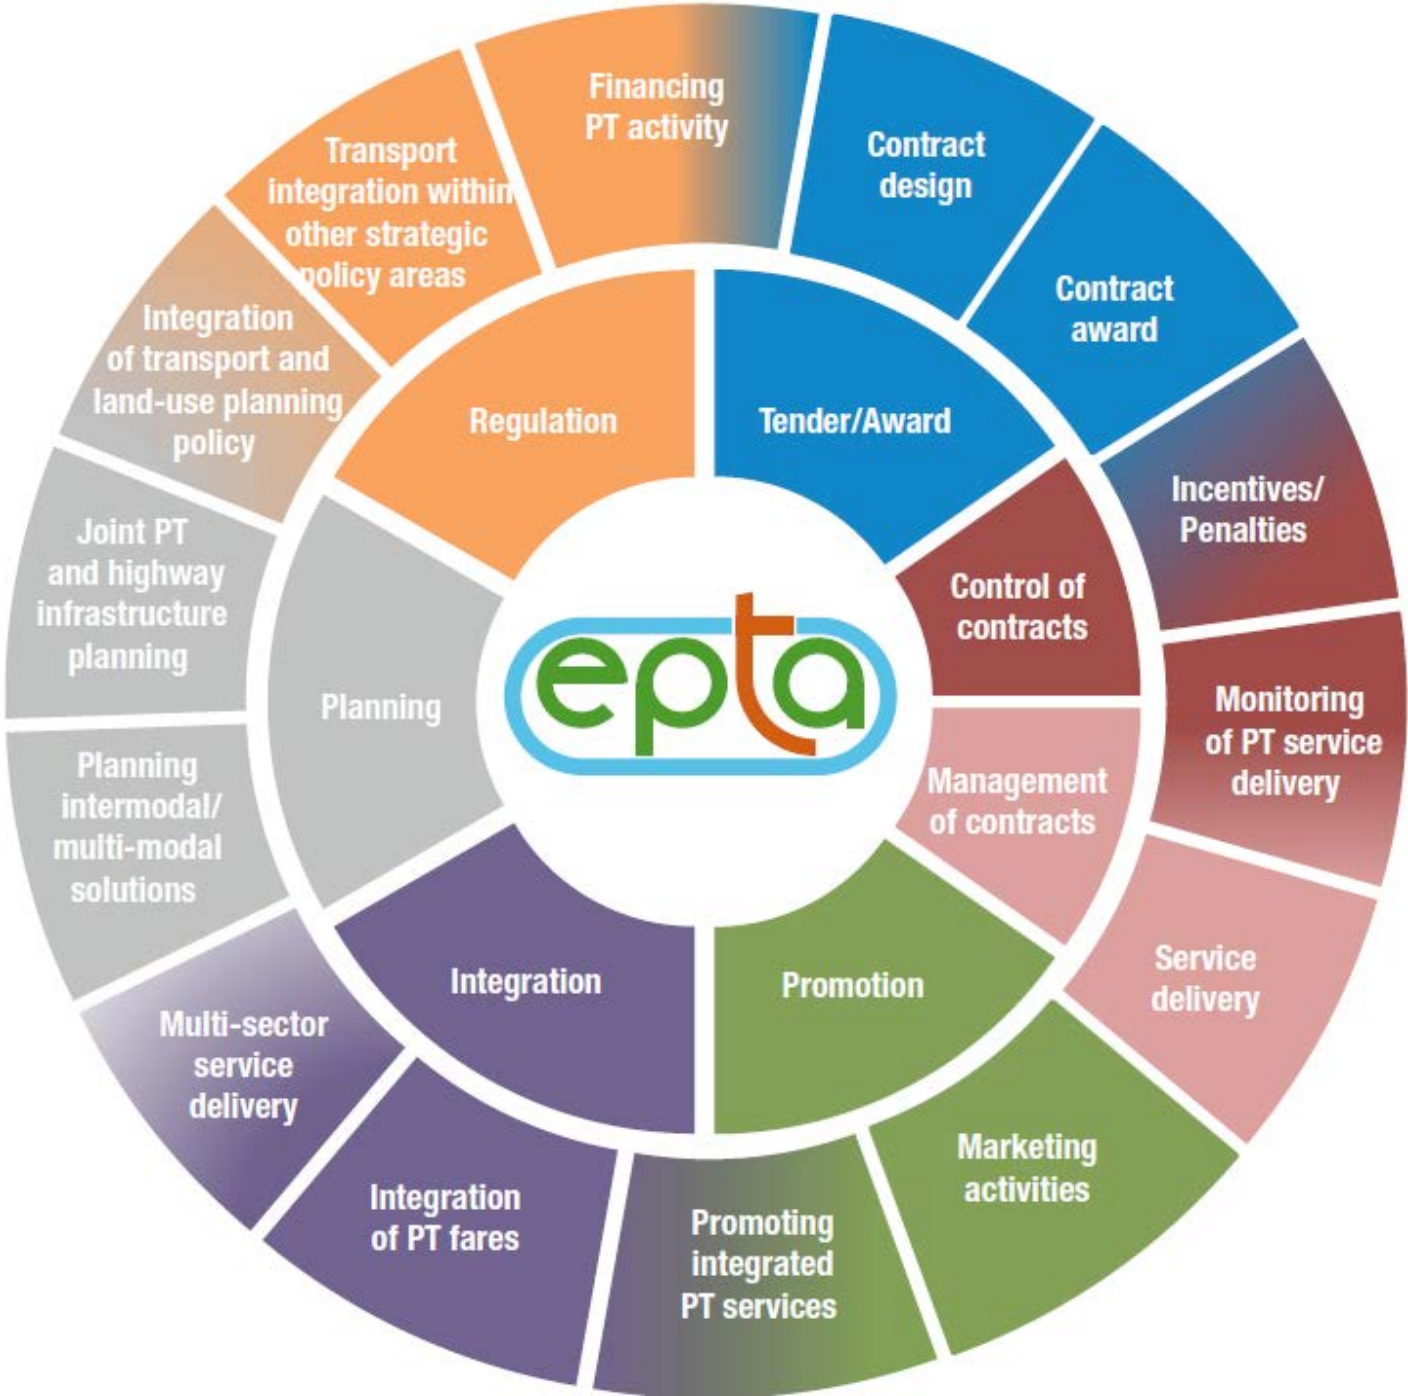 Financing
PT activity
Contract
design
Contract
award
Incentives/
Penalties
Monitoring
of PT service
delivery
Service
delivery
Marketing
activities
Promoting
integrated
PT services
Integration
of PT fares
Multi-sector
service
delivery
Planning
intermodal/
multi-modal
solutions
Joint PT
and highway
infrastructure
planning
Integration
of transport and
land-use planning
policy
Transport
integration within
other strategic
policy areas
Regulation
Tender/Award
Control of
contracts
Management
of contracts
Promotion
Integration
Planning
epta